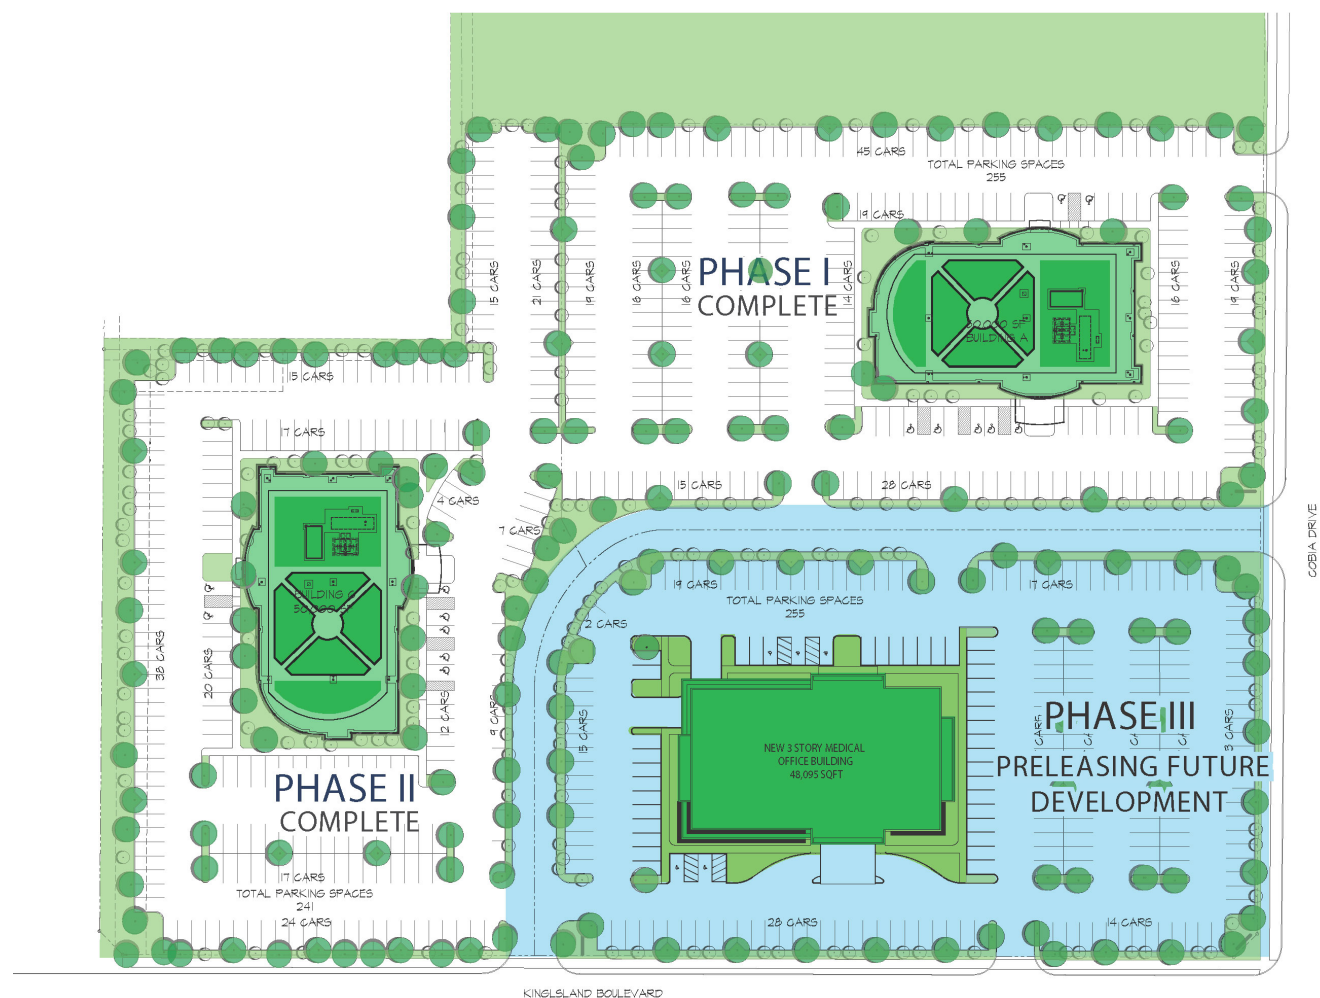 45 CARS
TOTAL PARKING SPACES
255
19 CARS
PHASE I
COMPLETE
15 CARS
21 CARS
19 CARS
16 CARS
16 CARS
14 CARS
BUILDING A
16 CARS
19 CARS
15 CARS
17 CARS
4 CARS
7 CARS
15 CARS
28 CARS
COBIA DRIVE
19 CARS
17 CARS
TOTAL PARKING SPACES
255
2 CARS
BUILDING
38 CARS
20 CARS
12 CARS
9 CARS
15 CARS
NEW 3 STORY MEDICAL
OFFICE BUILDING
48,095 SQFT
PHASE III
PRELEASING FUTURE
DEVELOPMENT
CARS
3 CARS
PHASE II
COMPLETE
17 CARS
TOTAL PARKING SPACES
241
24 CARS
28 CARS
14 CARS
KINGLSLAND BOULEVARD